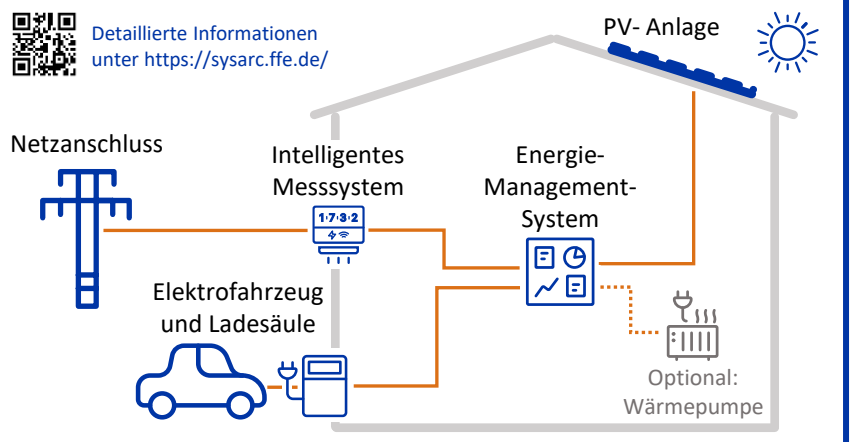 Detaillierte Informationen
unter https://sysarc.ffe.de/
PV- Anlage
Netzanschluss
Intelligentes
Messsystem
1·7·3·2
Energie-
Management-
System
Elektrofahrzeug
und Ladesäule
Optional:
Wärmepumpe